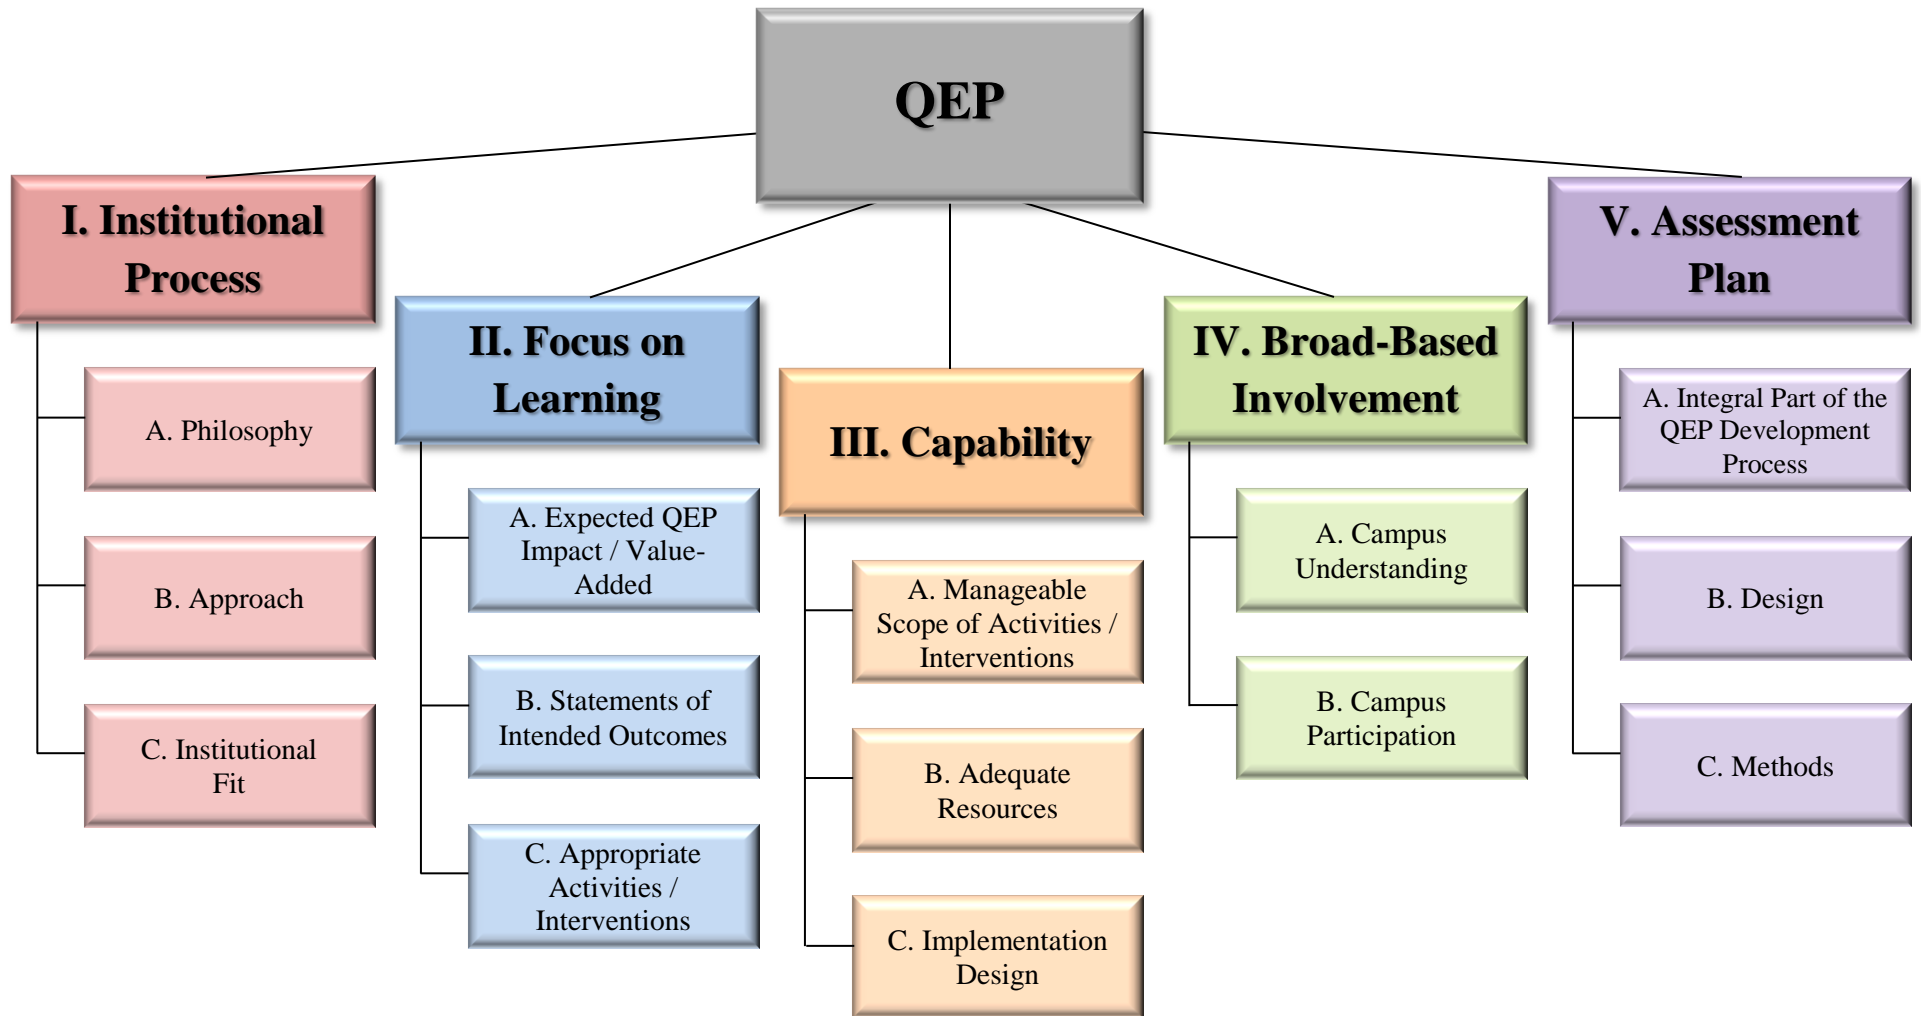 QEP
I. Institutional
Process
A. Philosophy
B. Approach
C. Institutional
Fit
II. Focus on
Learning
A. Expected QEP
Impact / Value-
Added
B. Statements of
Intended Outcomes
C. Appropriate
Activities /
Interventions
III. Capability
A. Manageable
Scope of Activities /
Interventions
B. Adequate
Resources
C. Implementation
Design
IV. Broad-Based
Involvement
A. Campus
Understanding
B. Campus
Participation
V. Assessment
Plan
A. Integral Part of the
QEP Development
Process
B. Design
C. Methods